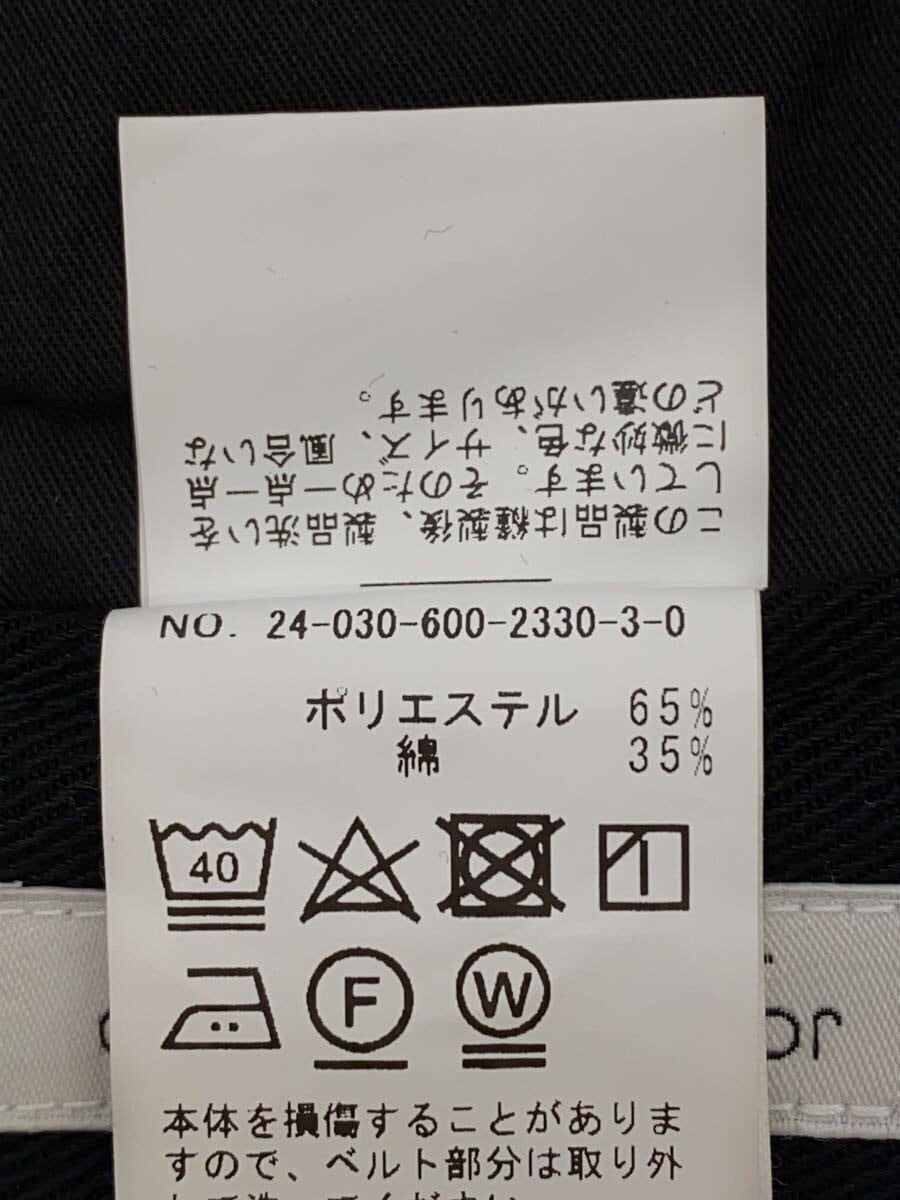 この製品は縫製後、製品洗いを
しています。そのため一点一点
に微妙な色、サイズ、風合いな
どの違いがあります。
NO. 24-030-600-2330-3-0
ポリエステル 65%
綿 35%
40
F
W
本体を損傷することがありま
すので、ベルト部分は取り外